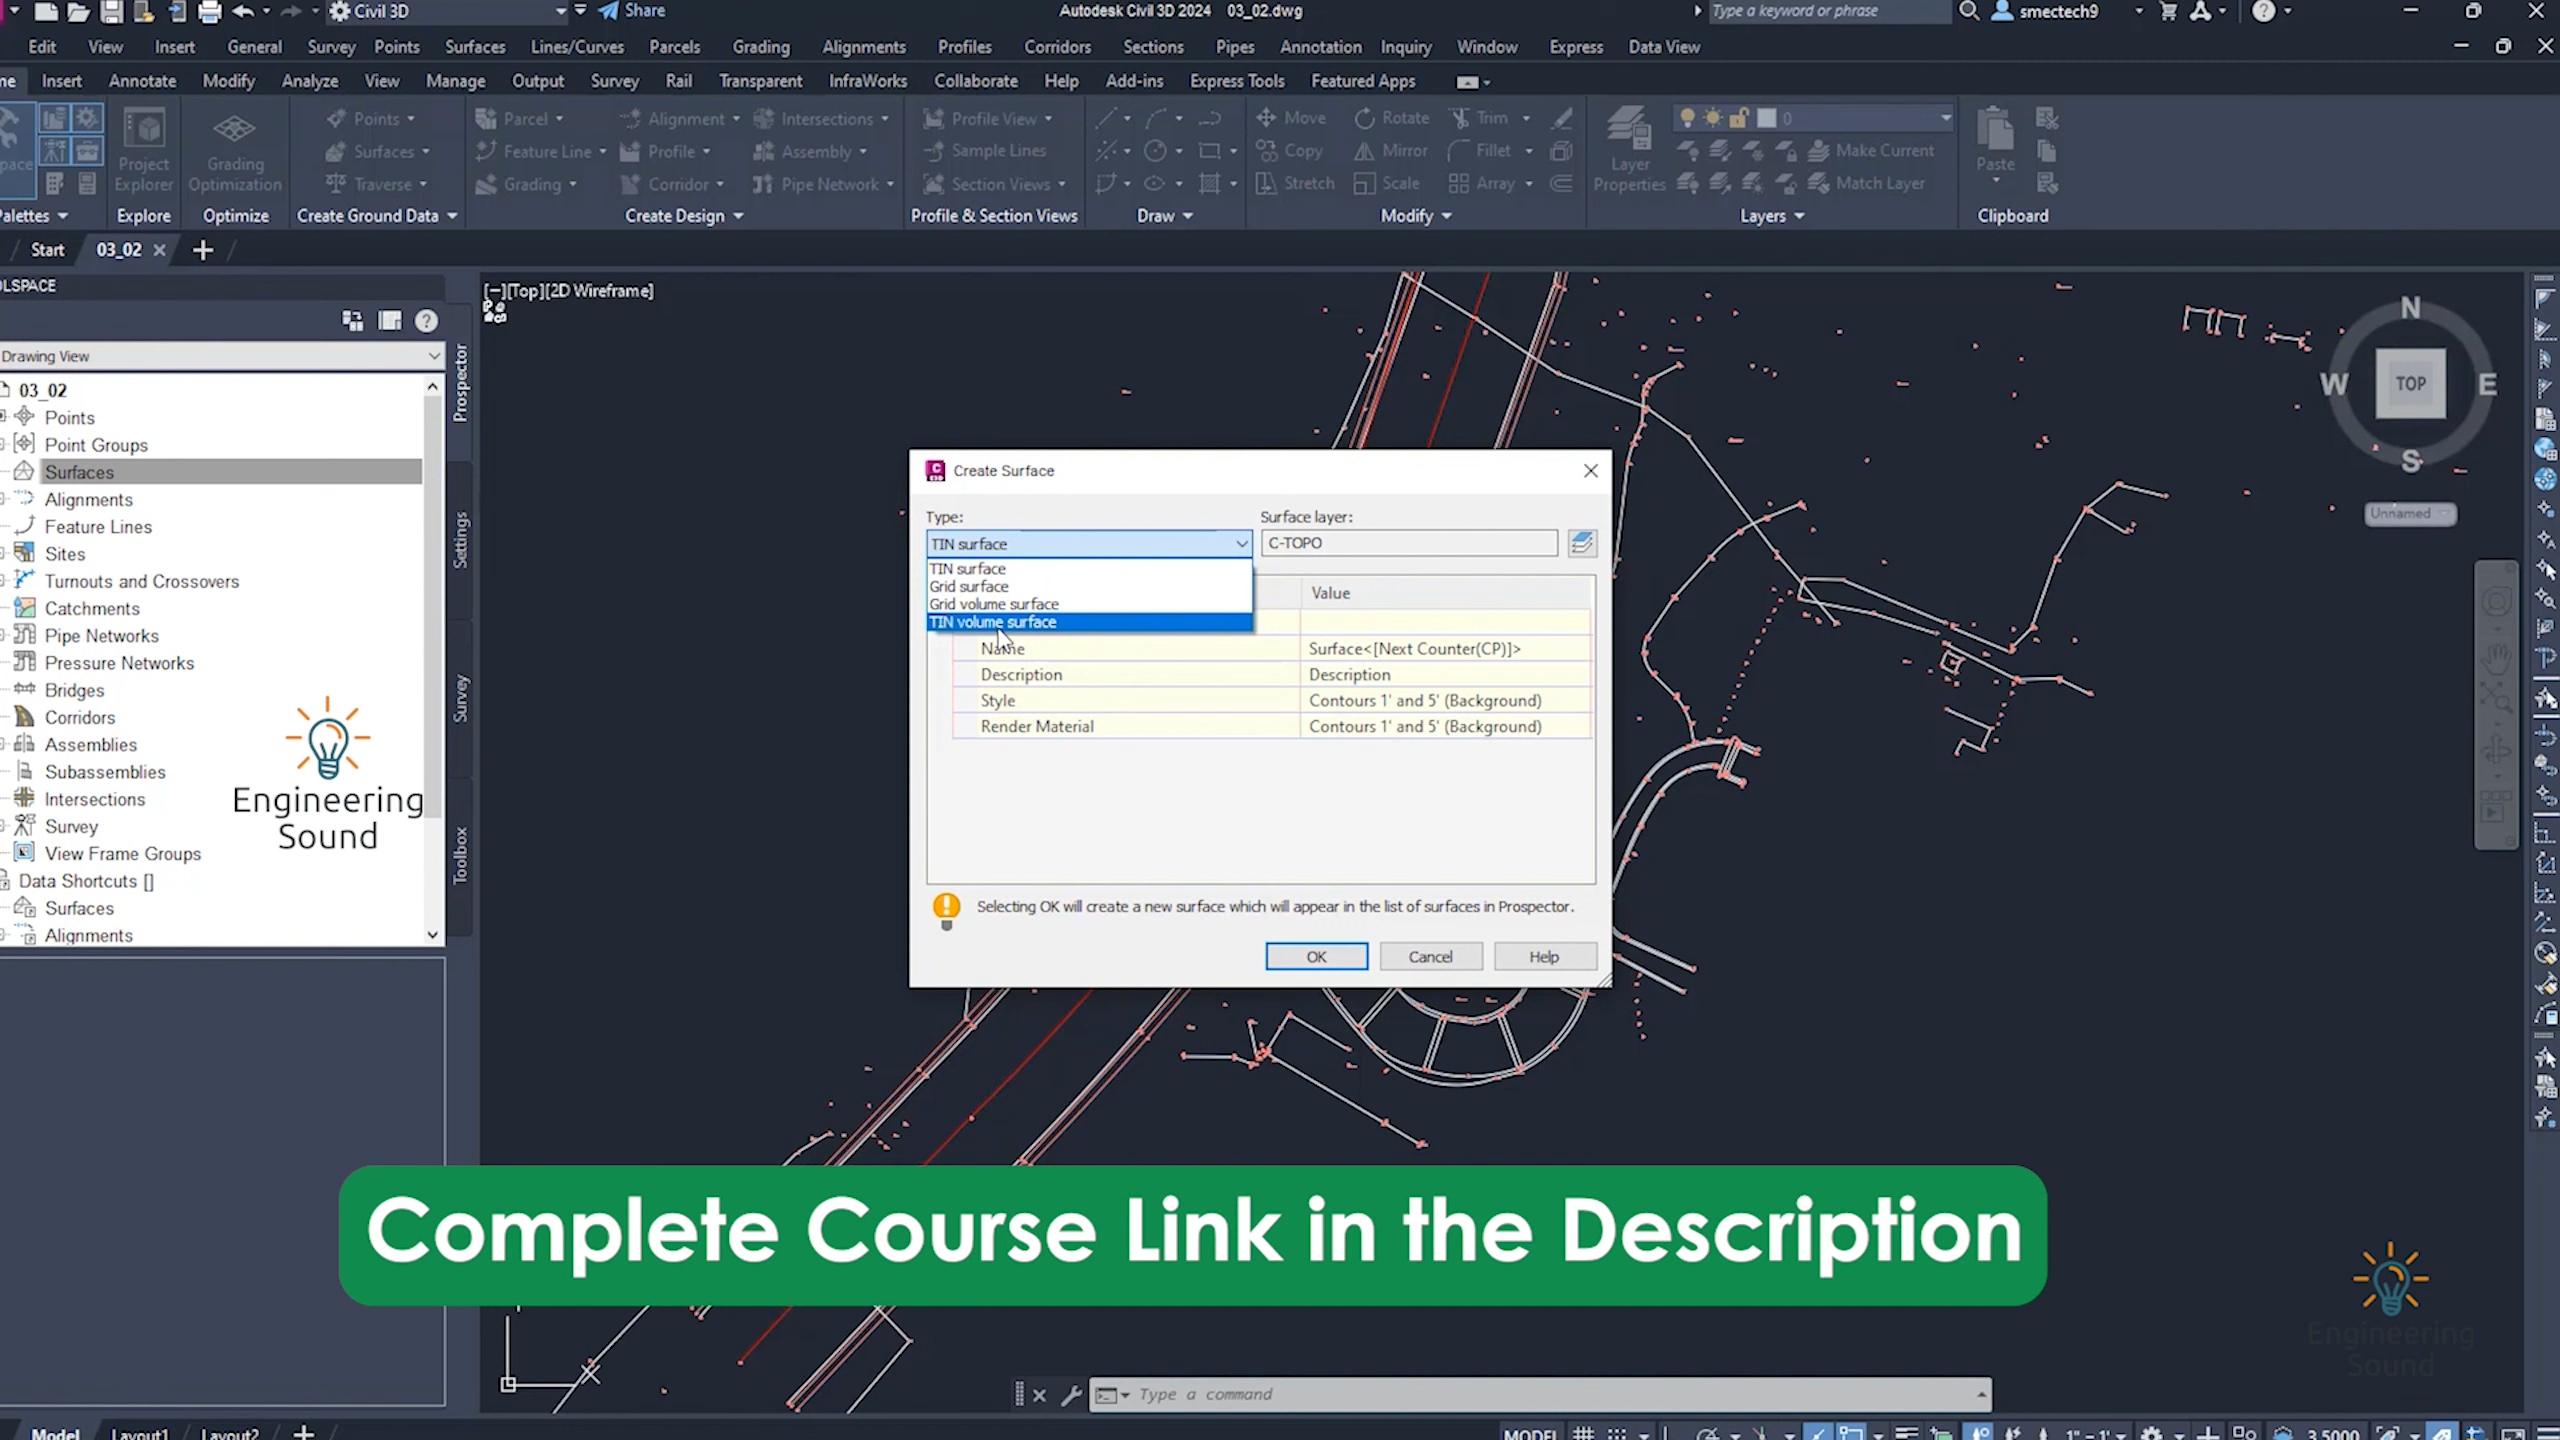 Civil 3D
Share
Autodesk Civil 3D 2024 03_02.dwg
Type a keyword or phrase
smectech9
Edit View Insert General Survey Points Surfaces Lines/Curves Parcels Grading Alignments Profiles Corridors Sections Pipes Annotation Inquiry Window Express Data View
me Insert Annotate Modify Analyze View Manage Output Survey Rail Transparent InfraWorks Collaborate Help Add-ins Express Tools Featured Apps
Points Parcel Alignment Intersections Profile View Move Rotate Trim 0
Surfaces Feature Line Profile Assembly Sample Lines Copy Mirror Fillet Make Current
Traverse Grading Corridor Pipe Network Section Views Stretch Scale Array Match Layer
pace
Project Explorer
Grading Optimization
Layer Properties
Paste
Palettes Explore Optimize Create Ground Data Create Design Profile & Section Views Draw Modify Layers Clipboard
Start 03_02
OLSPACE
[−][Top][2D Wireframe]
Drawing View
03_02
Points
Point Groups
Surfaces
Alignments
Feature Lines
Sites
Turnouts and Crossovers
Catchments
Pipe Networks
Pressure Networks
Bridges
Corridors
Assemblies
Subassemblies
Intersections
Survey
View Frame Groups
Data Shortcuts []
Surfaces
Alignments
Prospector
Settings
Survey
Toolbox
Engineering
Sound
N
W TOP E
S
Unnamed
Create Surface
Type: Surface layer:
TIN surface C-TOPO
TIN surface
Grid surface
Grid volume surface
TIN volume surface
Value
Name Surface<[Next Counter(CP)]>
Description Description
Style Contours 1' and 5' (Background)
Render Material Contours 1' and 5' (Background)
Selecting OK will create a new surface which will appear in the list of surfaces in Prospector.
OK Cancel Help
Complete Course Link in the Description
Engineering
Sound
Type a command
Model Layout1 Layout2
MODEL 1" = 1' 3.5000